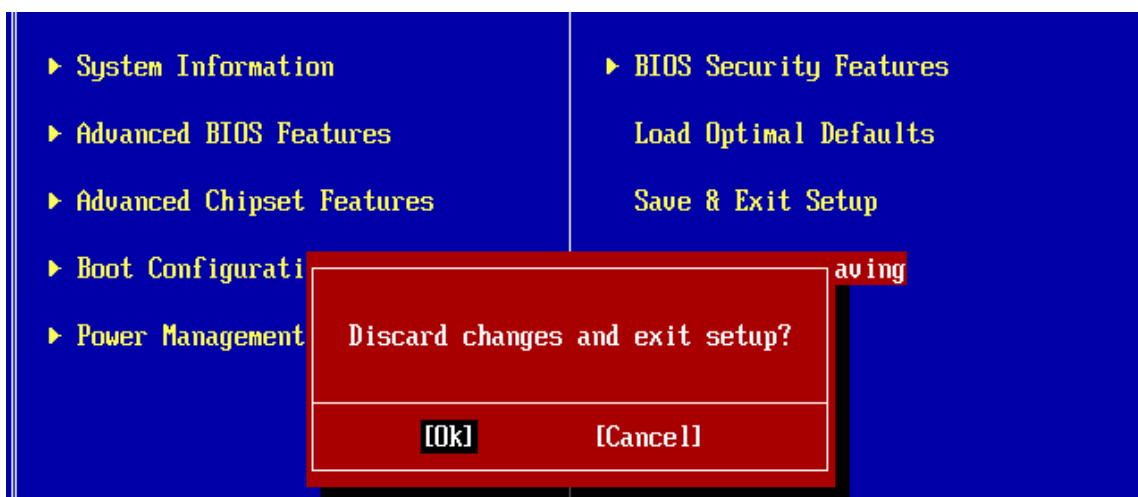 System Information
Advanced BIOS Features
Advanced Chipset Features
Boot Configurati
Power Management
BIOS Security Features
Load Optimal Defaults
Save & Exit Setup
aving
Discard changes and exit setup?
[Ok] [Cancel]